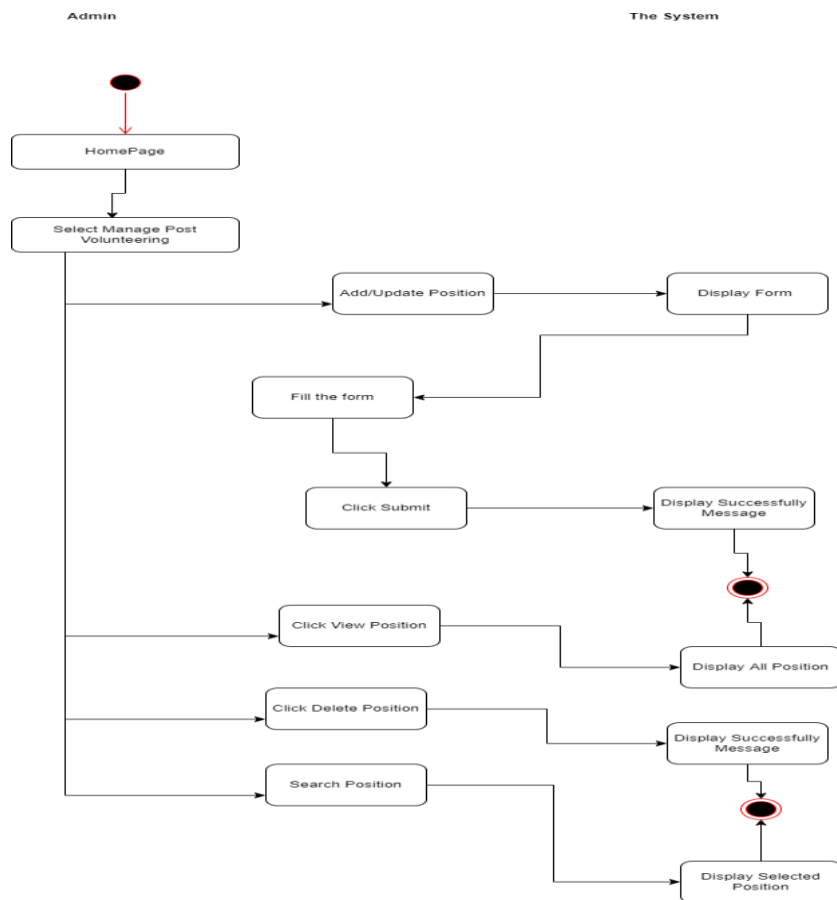 Admin
The System
HomePage
Select Manage Post
Volunteering
Add/Update Position
Display Form
Fill the form
Click Submit
Display Successfully
Message
Click View Position
Display All Position
Click Delete Position
Display Successfully
Message
Search Position
Display Selected
Position